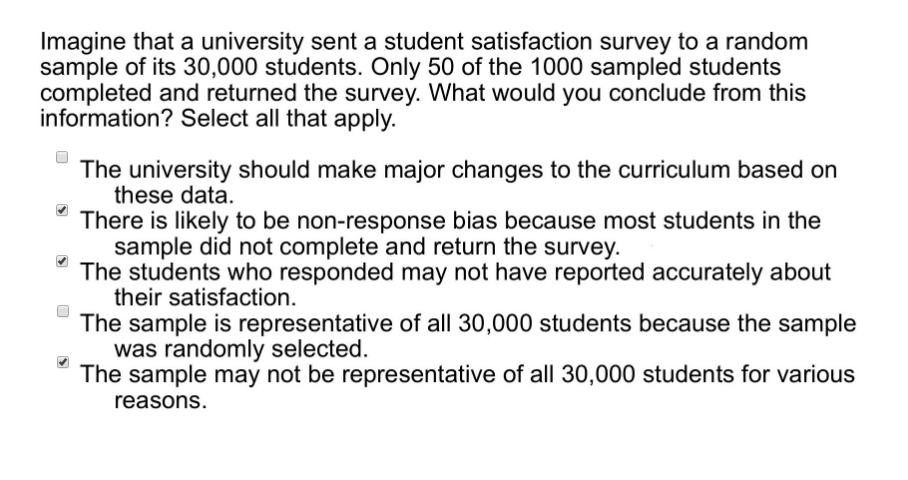 Imagine that a university sent a student satisfaction survey to a random
sample of its 30,000 students. Only 50 of the 1000 sampled students
completed and returned the survey. What would you conclude from this
information? Select all that apply.
The university should make major changes to the curriculum based on
these data.
There is likely to be non-response bias because most students in the
sample did not complete and return the survey.
The students who responded may not have reported accurately about
their satisfaction.
The sample is representative of all 30,000 students because the sample
was randomly selected.
The sample may not be representative of all 30,000 students for various
reasons.